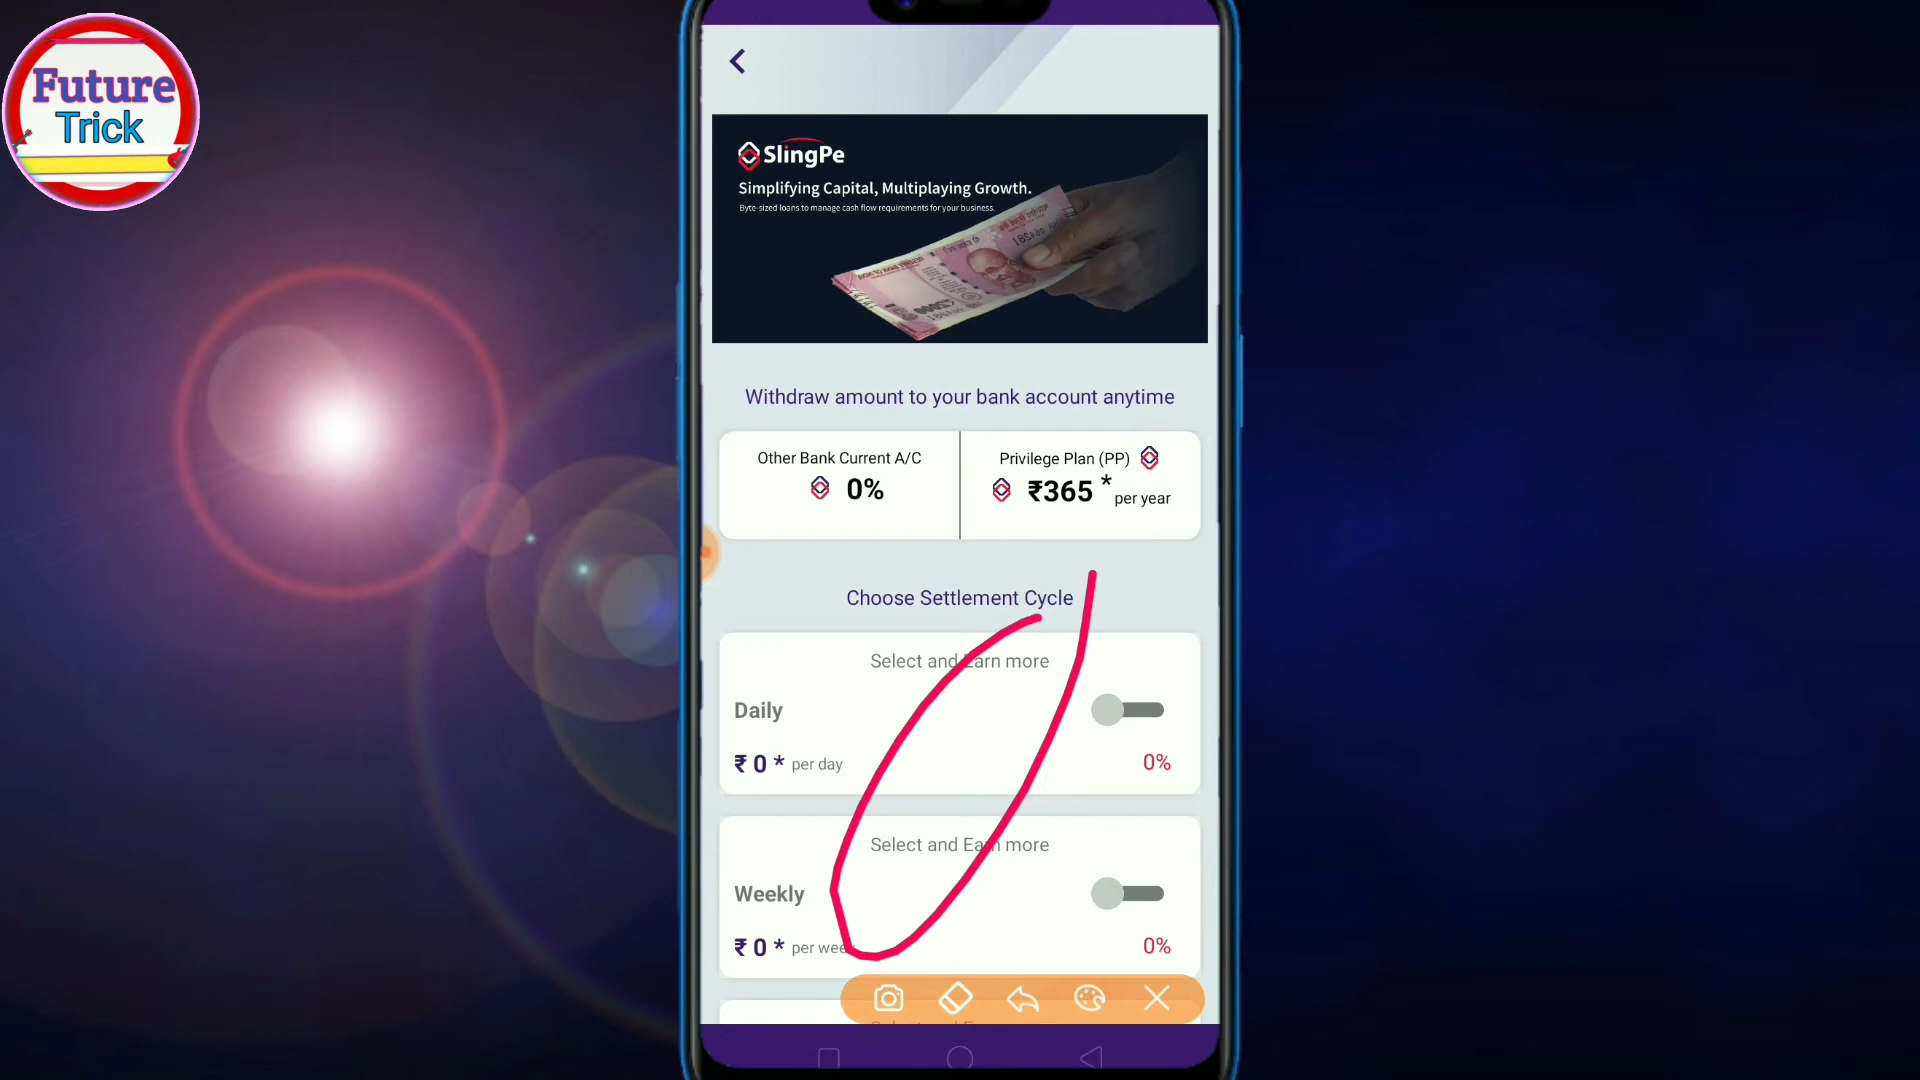 Future
Trick
SlingPe
Simplifying Capital, Multiplaying Growth.
Byte-sized loans to manage cash flow requirements for your business.
Withdraw amount to your bank account anytime
Other Bank Current A/C
0%
Privilege Plan (PP)
₹365 * per year
Choose Settlement Cycle
Select and Earn more
Daily
₹ 0 * per day
0%
Select and Earn more
Weekly
₹ 0 * per week
0%